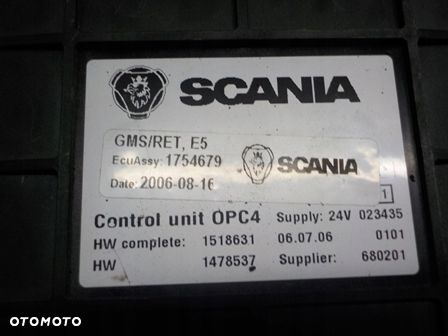 SCANIA
GMS/RET, E5
EcuAssy: 1754679
SCANIA
Date: 2006-08-16
1
Control unit OPC4 Supply: 24V 023435
HW complete: 1518631 06.07.06 0101
HW 1478537 Supplier: 680201
OTOMOTO
OTOMOTO